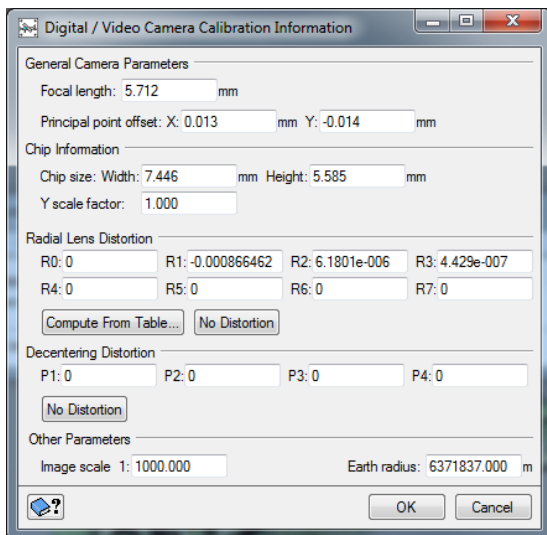 Digital / Video Camera Calibration Information
General Camera Parameters
Focal length: 5.712 mm
Principal point offset: X: 0.013 mm Y: -0.014 mm
Chip Information
Chip size: Width: 7.446 mm Height: 5.585 mm
Y scale factor: 1.000
Radial Lens Distortion
R0: 0 R1: -0.000866462 R2: 6.1801e-006 R3: 4.429e-007
R4: 0 R5: 0 R6: 0 R7: 0
Compute From Table... No Distortion
Decentering Distortion
P1: 0 P2: 0 P3: 0 P4: 0
No Distortion
Other Parameters
Image scale 1: 1000.000 Earth radius: 6371837.000 m
? OK Cancel